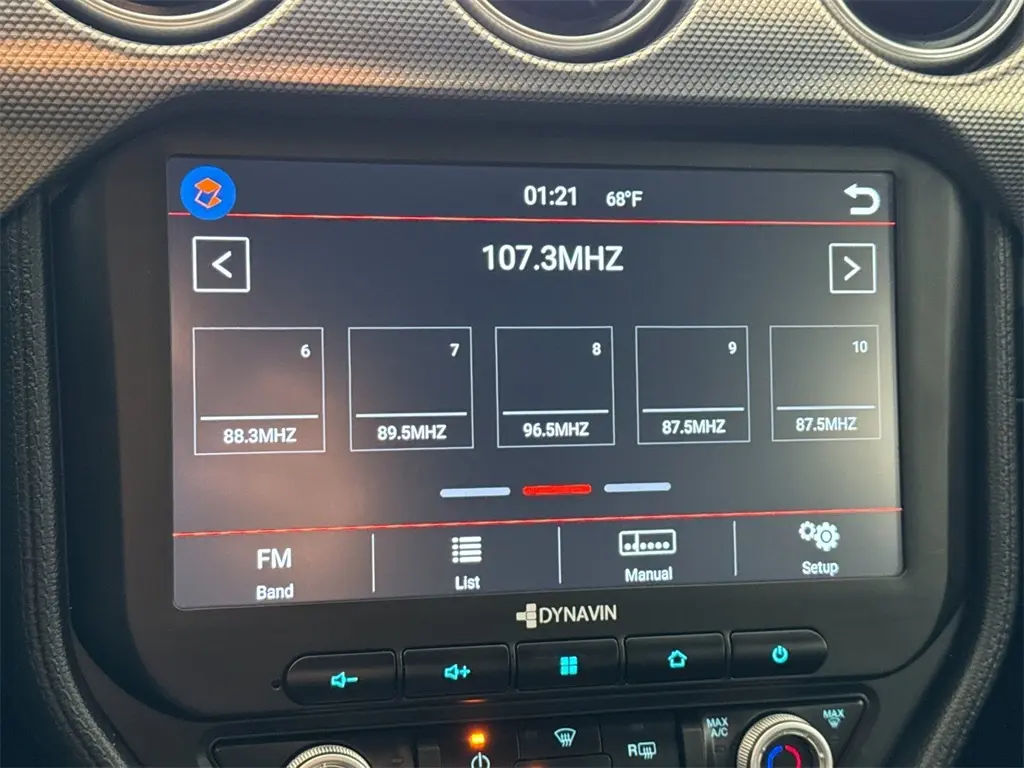 01:21 68°F
107.3MHZ
6 7 8 9 10
88.3MHZ 89.5MHZ 96.5MHZ 87.5MHZ 87.5MHZ
FM
Band List Manual Setup
DYNAVIN
MAX A/C MAX
R